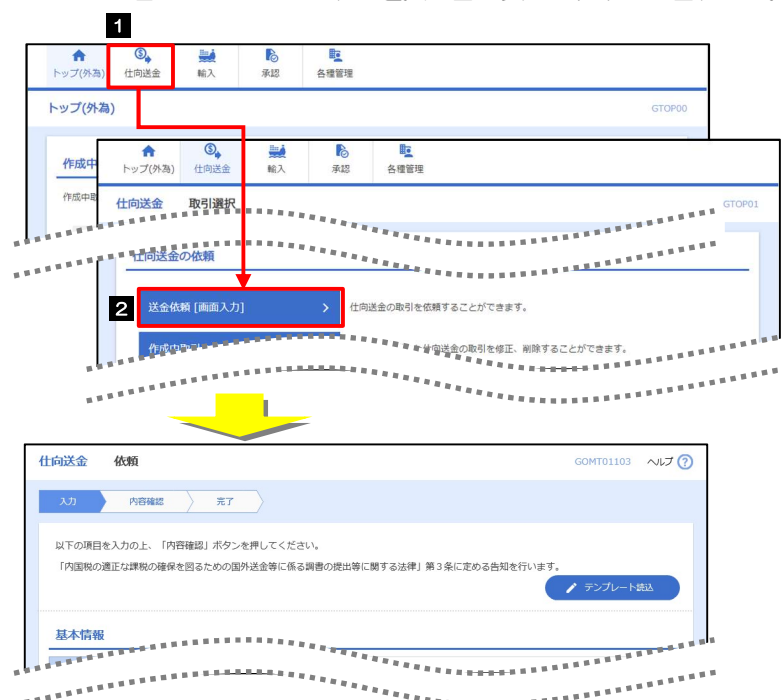 1
トップ(外為) 仕向送金 輸入 承認 各種管理
トップ(外為) GTOP00
作成中
作成中取
トップ(外為) 仕向送金 輸入 承認 各種管理
仕向送金 取引選択 GTOP01
仕向送金の依頼
2
送金依頼 [画面入力] 仕向送金の取引を依頼することができます。
仕向送金の取引を修正、削除することができます。
仕向送金 依頼 GOMT01103 ヘルプ ?
入力 内容確認 完了
以下の項目を入力の上、「内容確認」ボタンを押してください。
「内国税の適正な課税の確保を図るための国外送金等に係る調書の提出等に関する法律」第3条に定める告知を行います。
テンプレート読込
基本情報